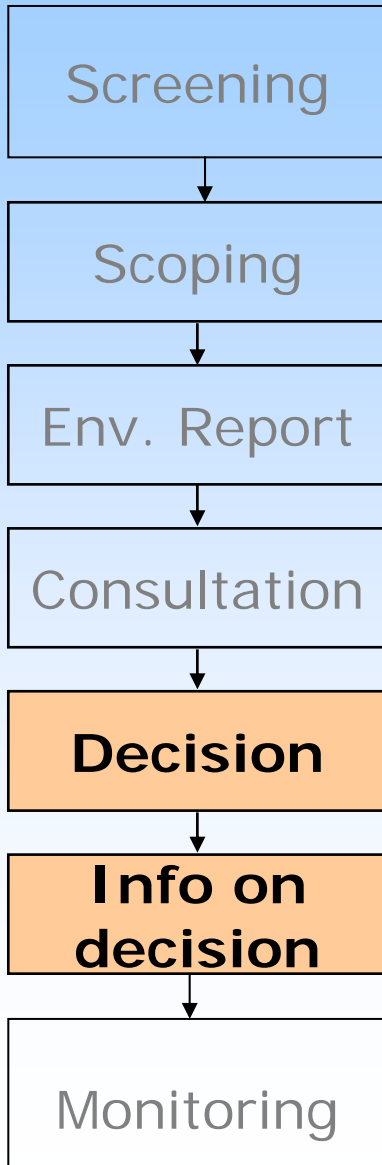 Screening
Scoping
Env. Report
Consultation
Decision
Info on
decision
Monitoring